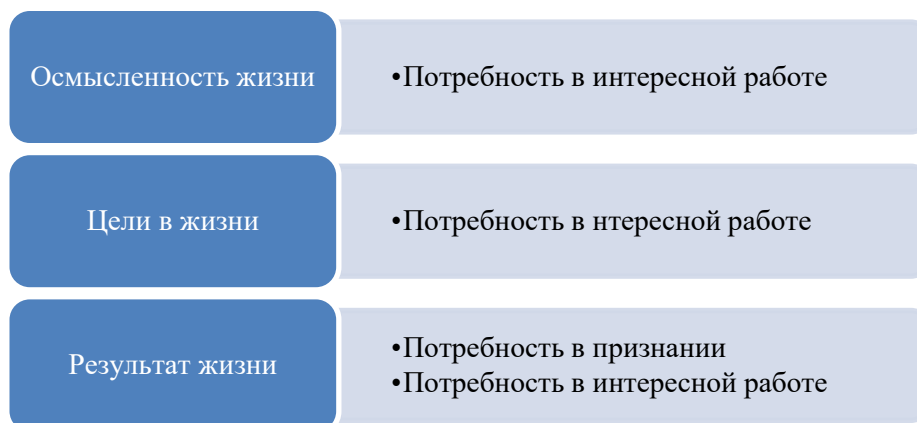 Осмысленность жизни
•Потребность в интересной работе
Цели в жизни
•Потребность в нтересной работе
Результат жизни
•Потребность в признании
•Потребность в интересной работе